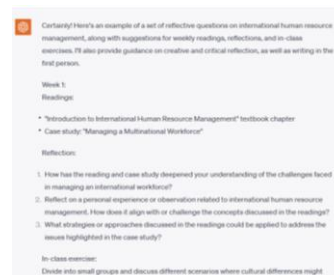 Certainly! Here's an example of a set of reflective questions on international human resource
management, along with suggestions for weekly readings, reflections, and in-class
exercises. I'll also provide guidance on creative and critical reflection, as well as writing in the
first person.
Week 1:
Readings:
• "Introduction to International Human Resource Management" textbook chapter
• Case study: "Managing a Multinational Workforce"
Reflection:
1. How has the reading and case study deepened your understanding of the challenges faced
in managing an international workforce?
2. Reflect on a personal experience or observation related to international human resource
management. How does it align with or challenge the concepts discussed in the readings?
3. What strategies or approaches discussed in the readings could be applied to address the
issues highlighted in the case study?
In-class exercise:
Divide into small groups and discuss different scenarios where cultural differences might